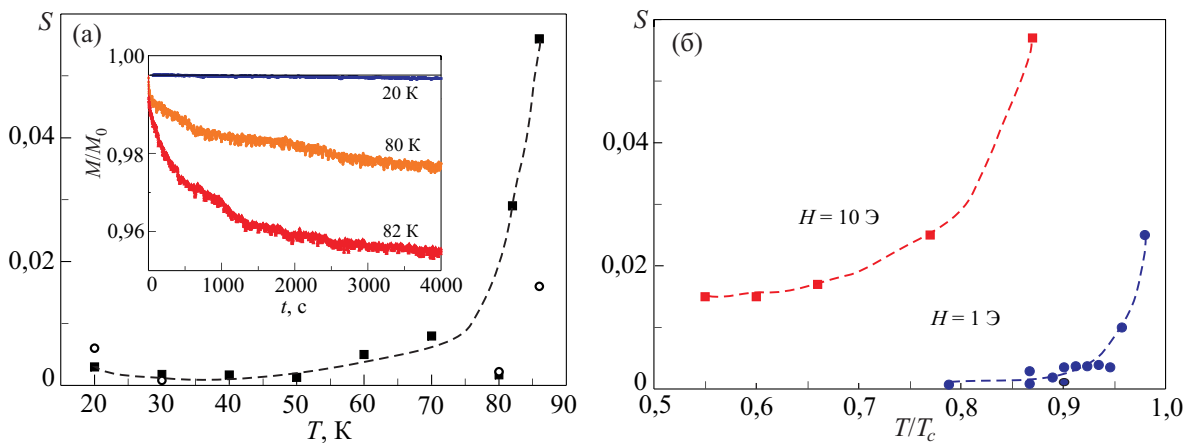 S (а)
0,04
0,02
0
20 30 40 50 60 70 80 90
T, К
1,00
0,98
0,96
M/M₀
20 К
80 К
82 К
0 1000 2000 3000 4000
t, с
S (б)
0,04
0,02
0
H = 10 Э
H = 1 Э
0,5 0,6 0,7 0,8 0,9 1,0
T/Tc